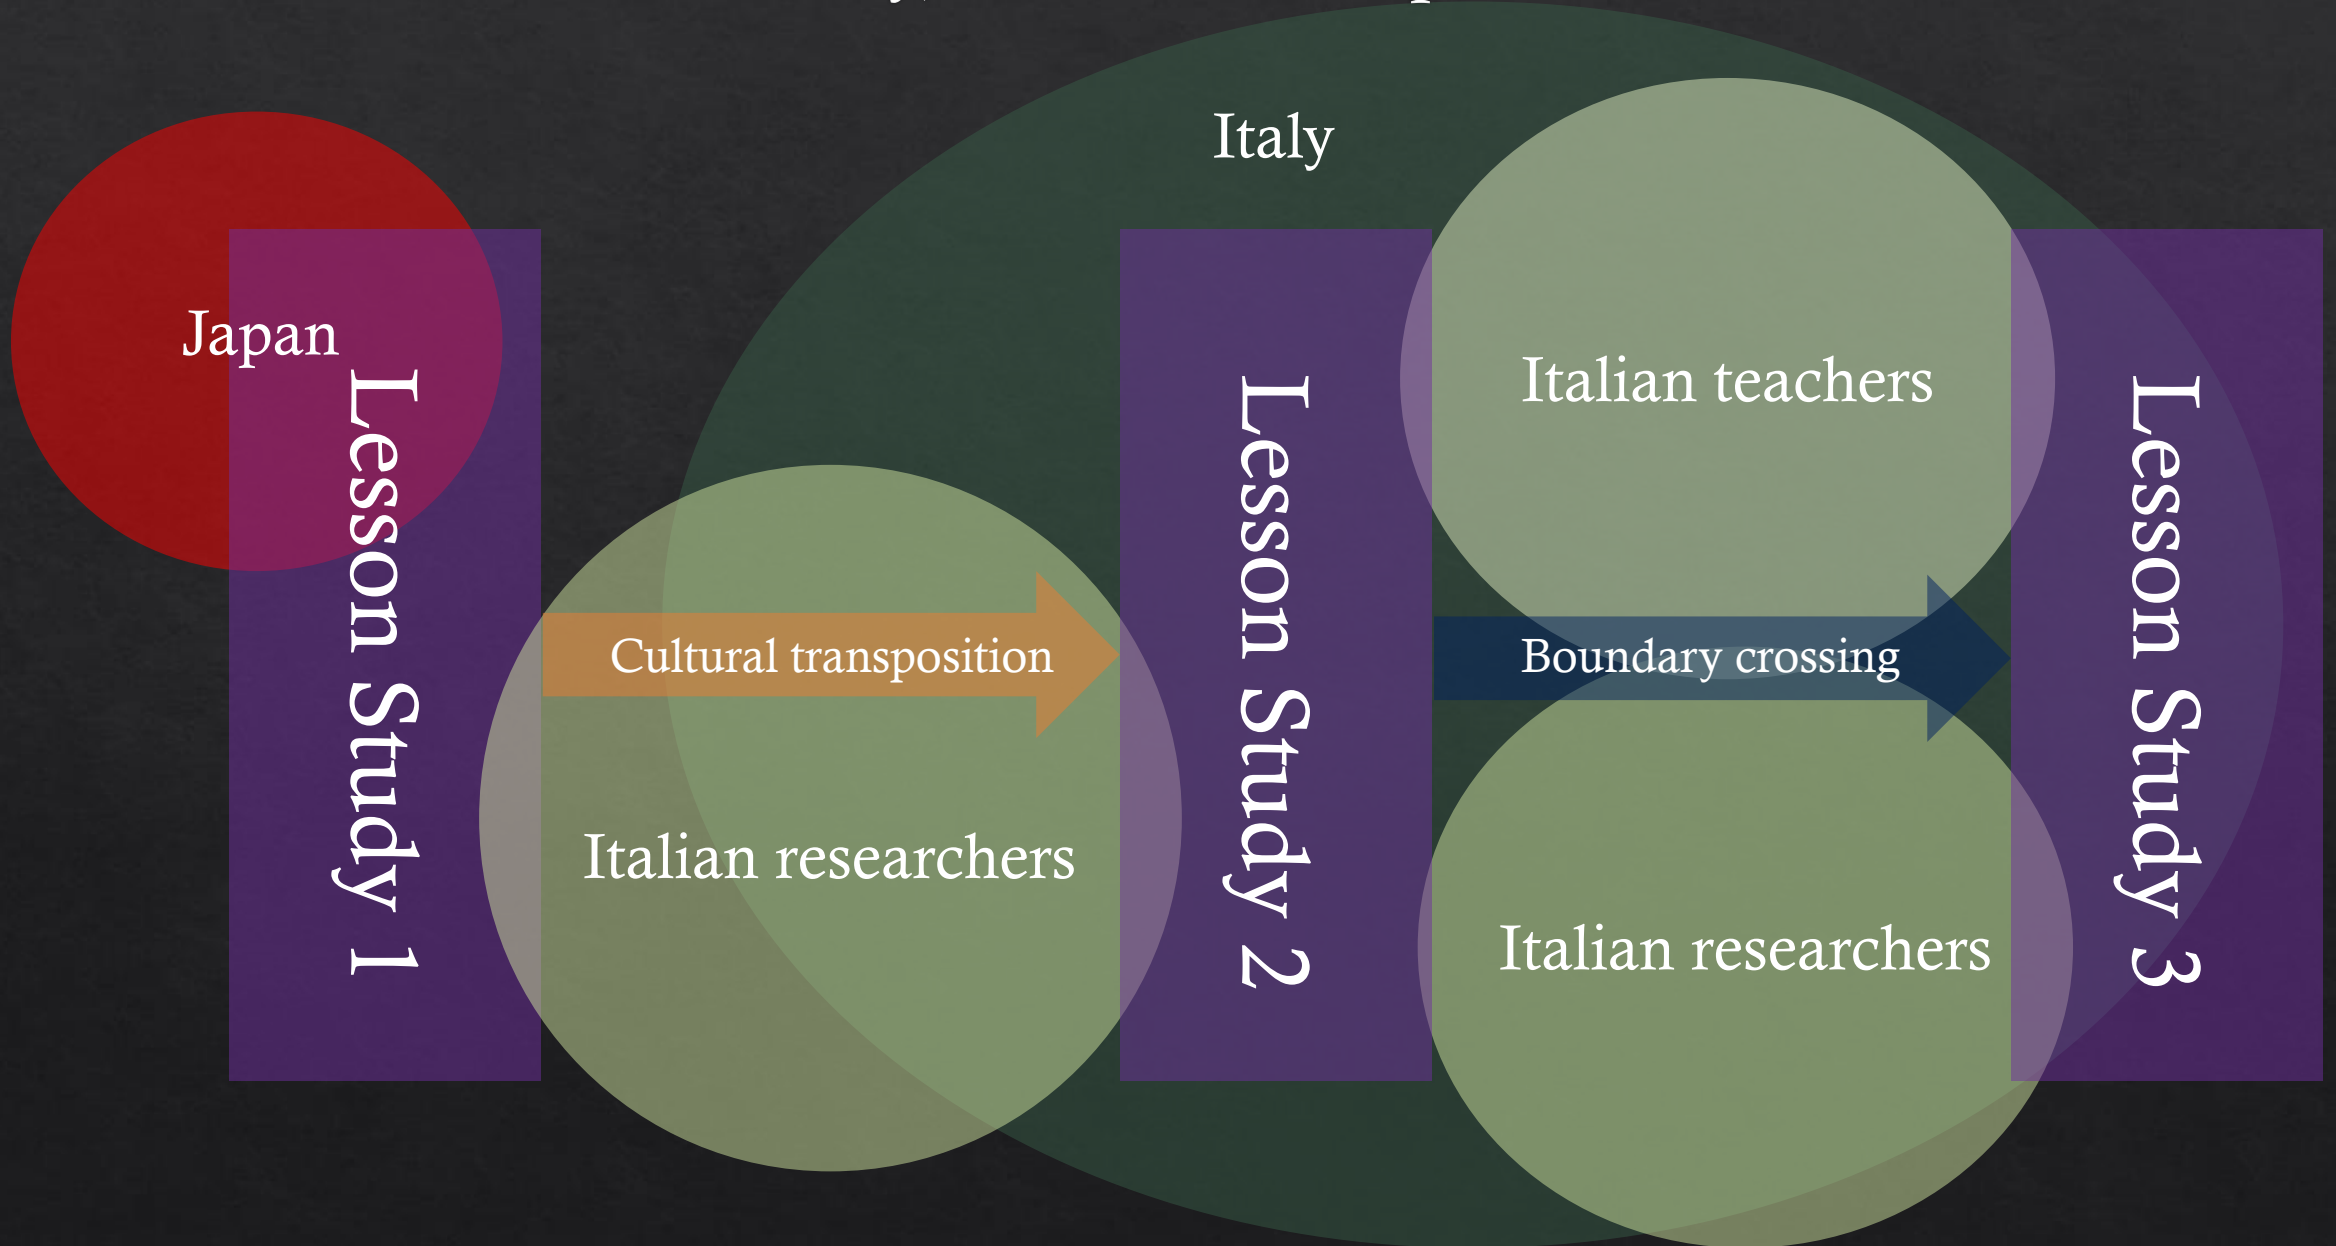 Italy
Japan
Lesson Study 1
Cultural transposition
Italian researchers
Lesson Study 2
Italian teachers
Boundary crossing
Italian researchers
Lesson Study 3